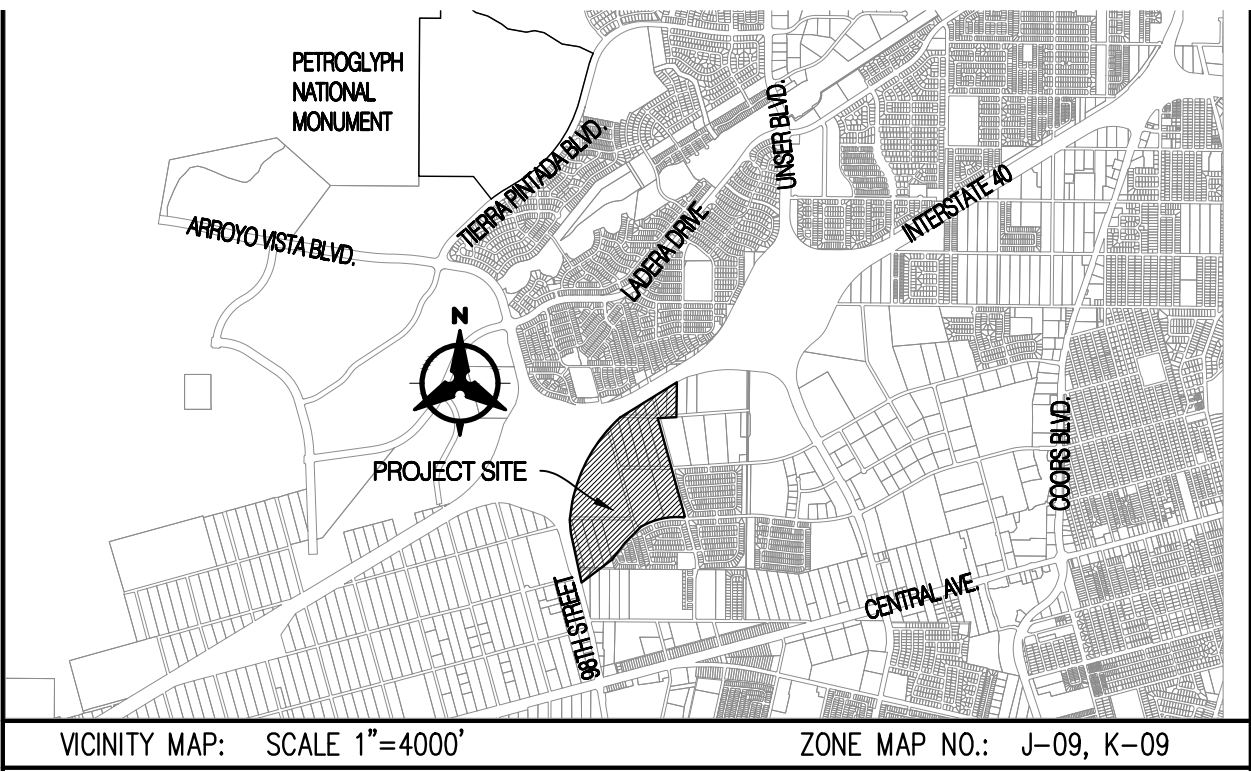 PETROGLYPH
NATIONAL
MONUMENT
UNSER BLVD.
TIERRA PINTADA BLVD.
INTERSTATE 40
ARROYO VISTA BLVD.
LADERA DRIVE
N
COORS BLVD.
PROJECT SITE
98TH STREET
CENTRAL AVE.
VICINITY MAP: SCALE 1"=4000'
ZONE MAP NO.: J-09, K-09